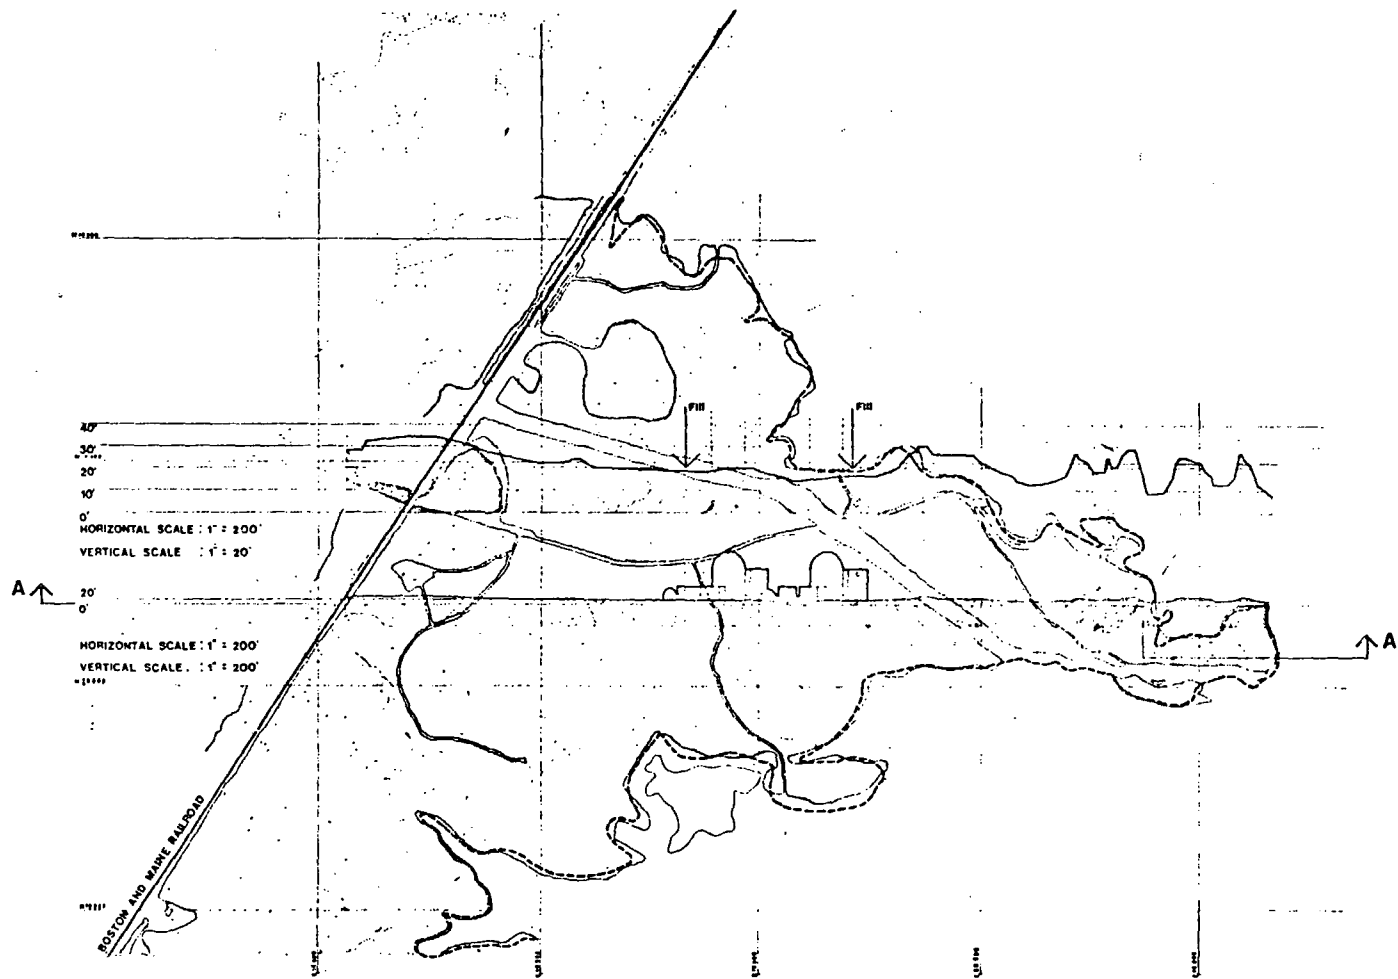 Fill
Fill
40'
30'
20'
10'
0'
HORIZONTAL SCALE : 1" = 200'
VERTICAL SCALE : 1" = 20'
A
20'
0'
HORIZONTAL SCALE : 1" = 200'
VERTICAL SCALE . : 1" = 200'
A
BOSTON AND MAINE RAILROAD